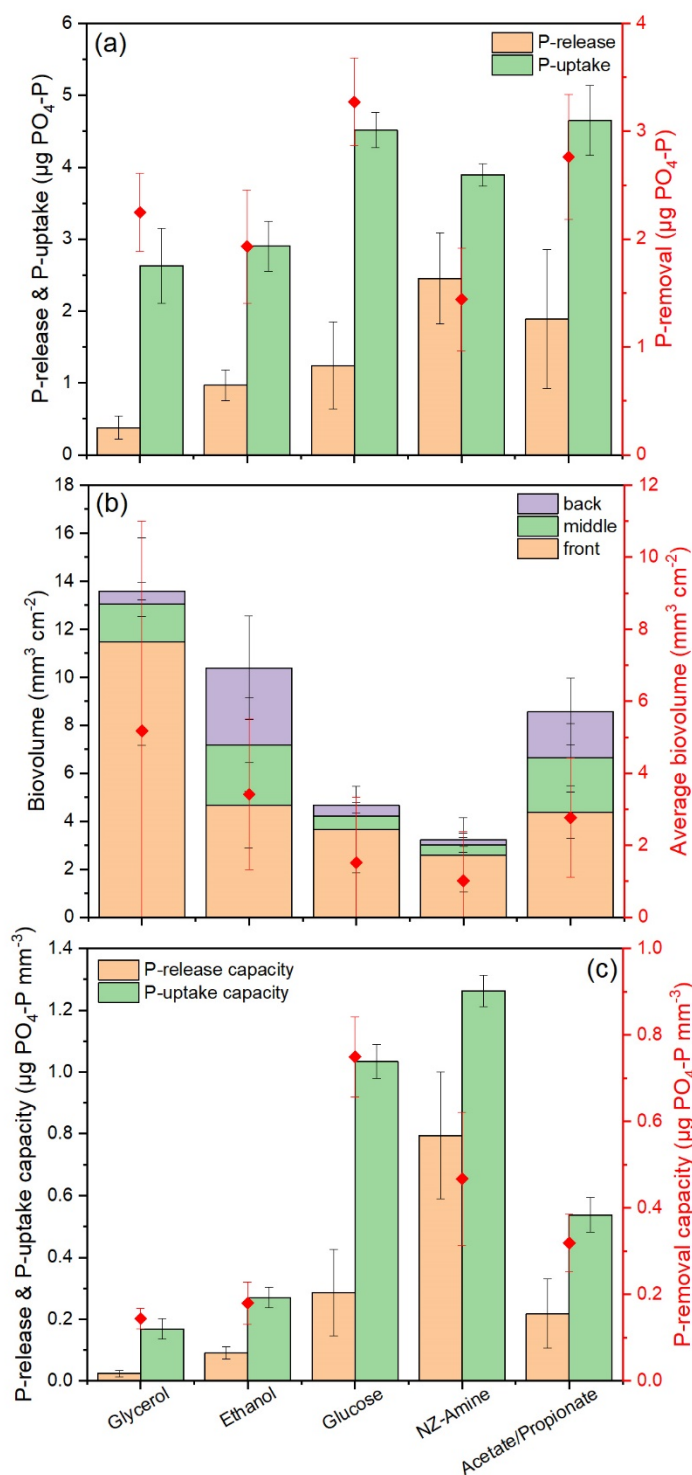 (a)
P-release
P-uptake
P-release & P-uptake (µg PO₄-P)
6
5
4
3
2
1
0
4
3
2
1
0
P-removal (µg PO₄-P)
(b)
back
middle
front
Biovolume (mm³ cm⁻²)
18
16
14
12
10
8
6
4
2
0
12
10
8
6
4
2
0
Average biovolume (mm³ cm⁻²)
(c)
P-release capacity
P-uptake capacity
P-release & P-uptake capacity (µg PO₄-P mm⁻³)
1.4
1.2
1.0
0.8
0.6
0.4
0.2
0.0
1.0
0.8
0.6
0.4
0.2
0.0
P-removal capacity (µg PO₄-P mm⁻³)
Glycerol
Ethanol
Glucose
NZ-Amine
Acetate/Propionate